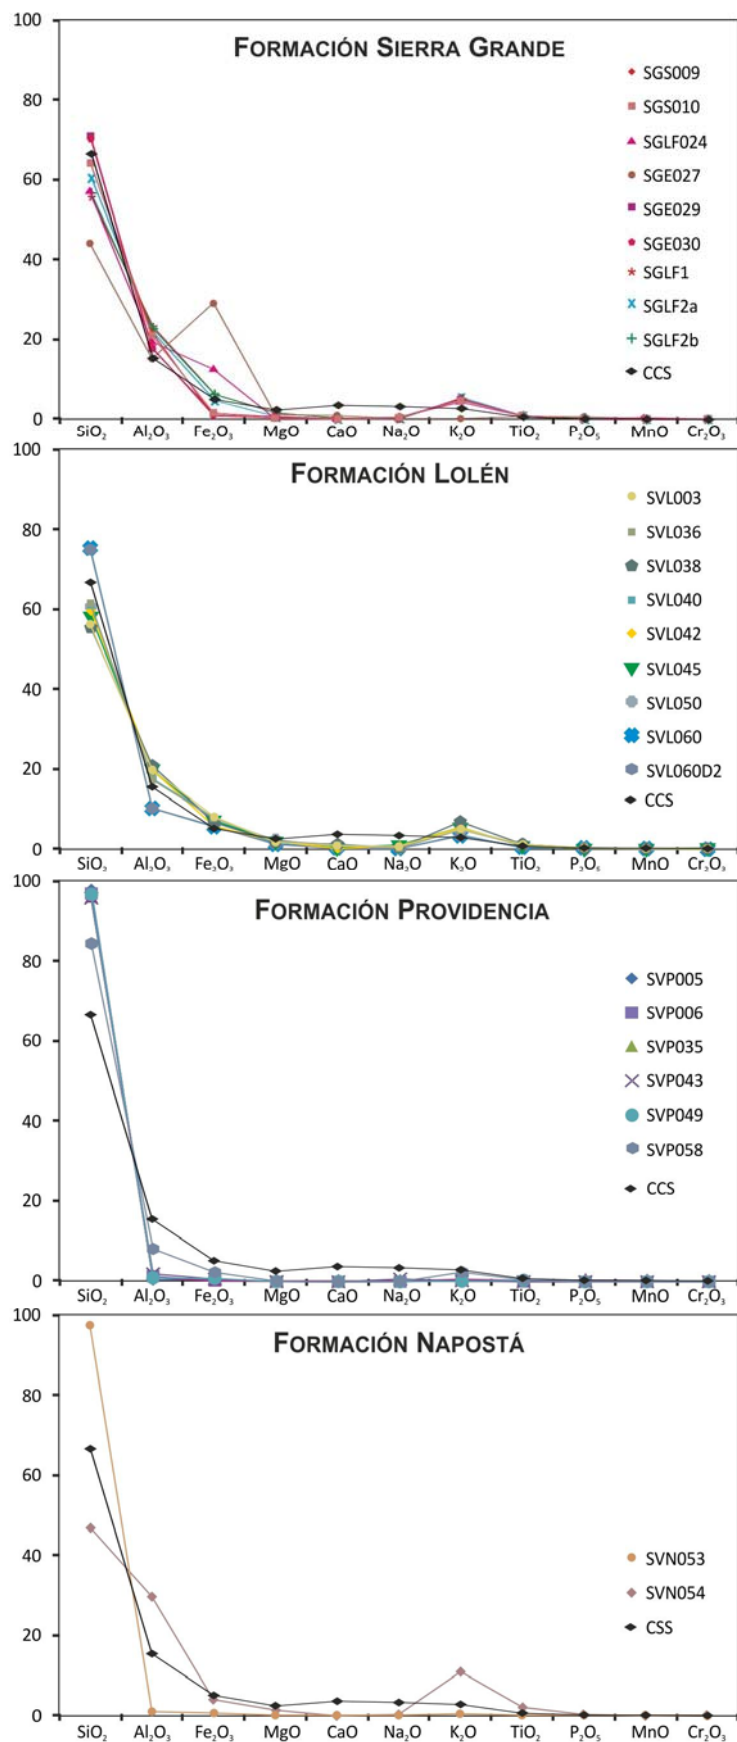 FORMACIÓN SIERRA GRANDE
100
80
60
40
20
0
SGS009
SGS010
SGLF024
SGE027
SGE029
SGE030
SGLF1
SGLF2a
SGLF2b
CCS
SiO₂ Al₂O₃ Fe₂O₃ MgO CaO Na₂O K₂O TiO₂ P₂O₅ MnO Cr₂O₃
FORMACIÓN LOLÉN
100
80
60
40
20
0
SVL003
SVL036
SVL038
SVL040
SVL042
SVL045
SVL050
SVL060
SVL060D2
CCS
SiO₂ Al₂O₃ Fe₂O₃ MgO CaO Na₂O K₂O TiO₂ P₂O₅ MnO Cr₂O₃
FORMACIÓN PROVIDENCIA
100
80
60
40
20
0
SVP005
SVP006
SVP035
SVP043
SVP049
SVP058
CCS
SiO₂ Al₂O₃ Fe₂O₃ MgO CaO Na₂O K₂O TiO₂ P₂O₅ MnO Cr₂O₃
FORMACIÓN NAPOSTÁ
100
80
60
40
20
0
SVN053
SVN054
CSS
SiO₂ Al₂O₃ Fe₂O₃ MgO CaO Na₂O K₂O TiO₂ P₂O₅ MnO Cr₂O₃